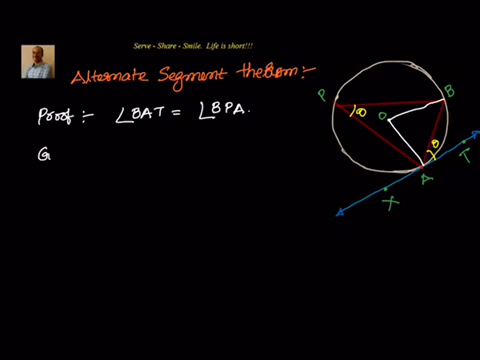 Serve - Share - Smile. Life is short!!!
Alternate Segment theorem :-
Proof :- ∠BAT = ∠BPA.
G
P
B
O
θ
θ
A
T
X